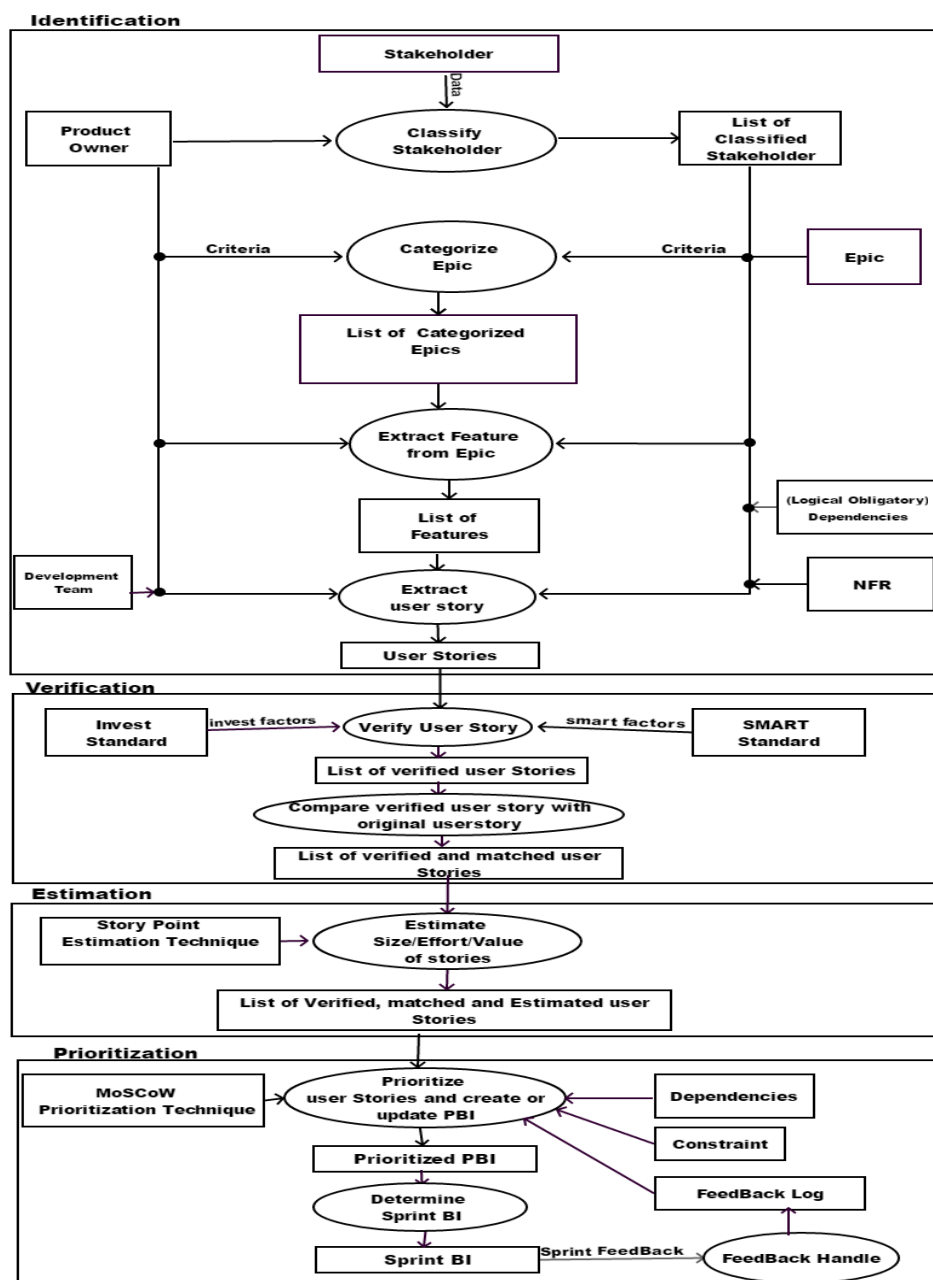 Identification
Stakeholder
Data
Product
Owner
Classify
Stakeholder
List of
Classified
Stakeholder
Criteria
Categorize
Epic
Criteria
Epic
List of Categorized
Epics
Extract Feature
from Epic
(Logical Obligatory)
Dependencies
List of
Features
Development
Team
Extract
user story
NFR
User Stories
Verification
Invest
Standard
invest factors
Verify User Story
smart factors
SMART
Standard
List of verified user Stories
Compare verified user story with
original userstory
List of verified and matched user
Stories
Estimation
Story Point
Estimation Technique
Estimate
Size/Effort/Value
of stories
List of Verified, matched and Estimated user
Stories
Prioritization
MoSCoW
Prioritization Technique
Prioritize
user Stories and create or
update PBI
Dependencies
Constraint
Prioritized PBI
FeedBack Log
Determine
Sprint BI
Sprint BI
Sprint FeedBack
FeedBack Handle